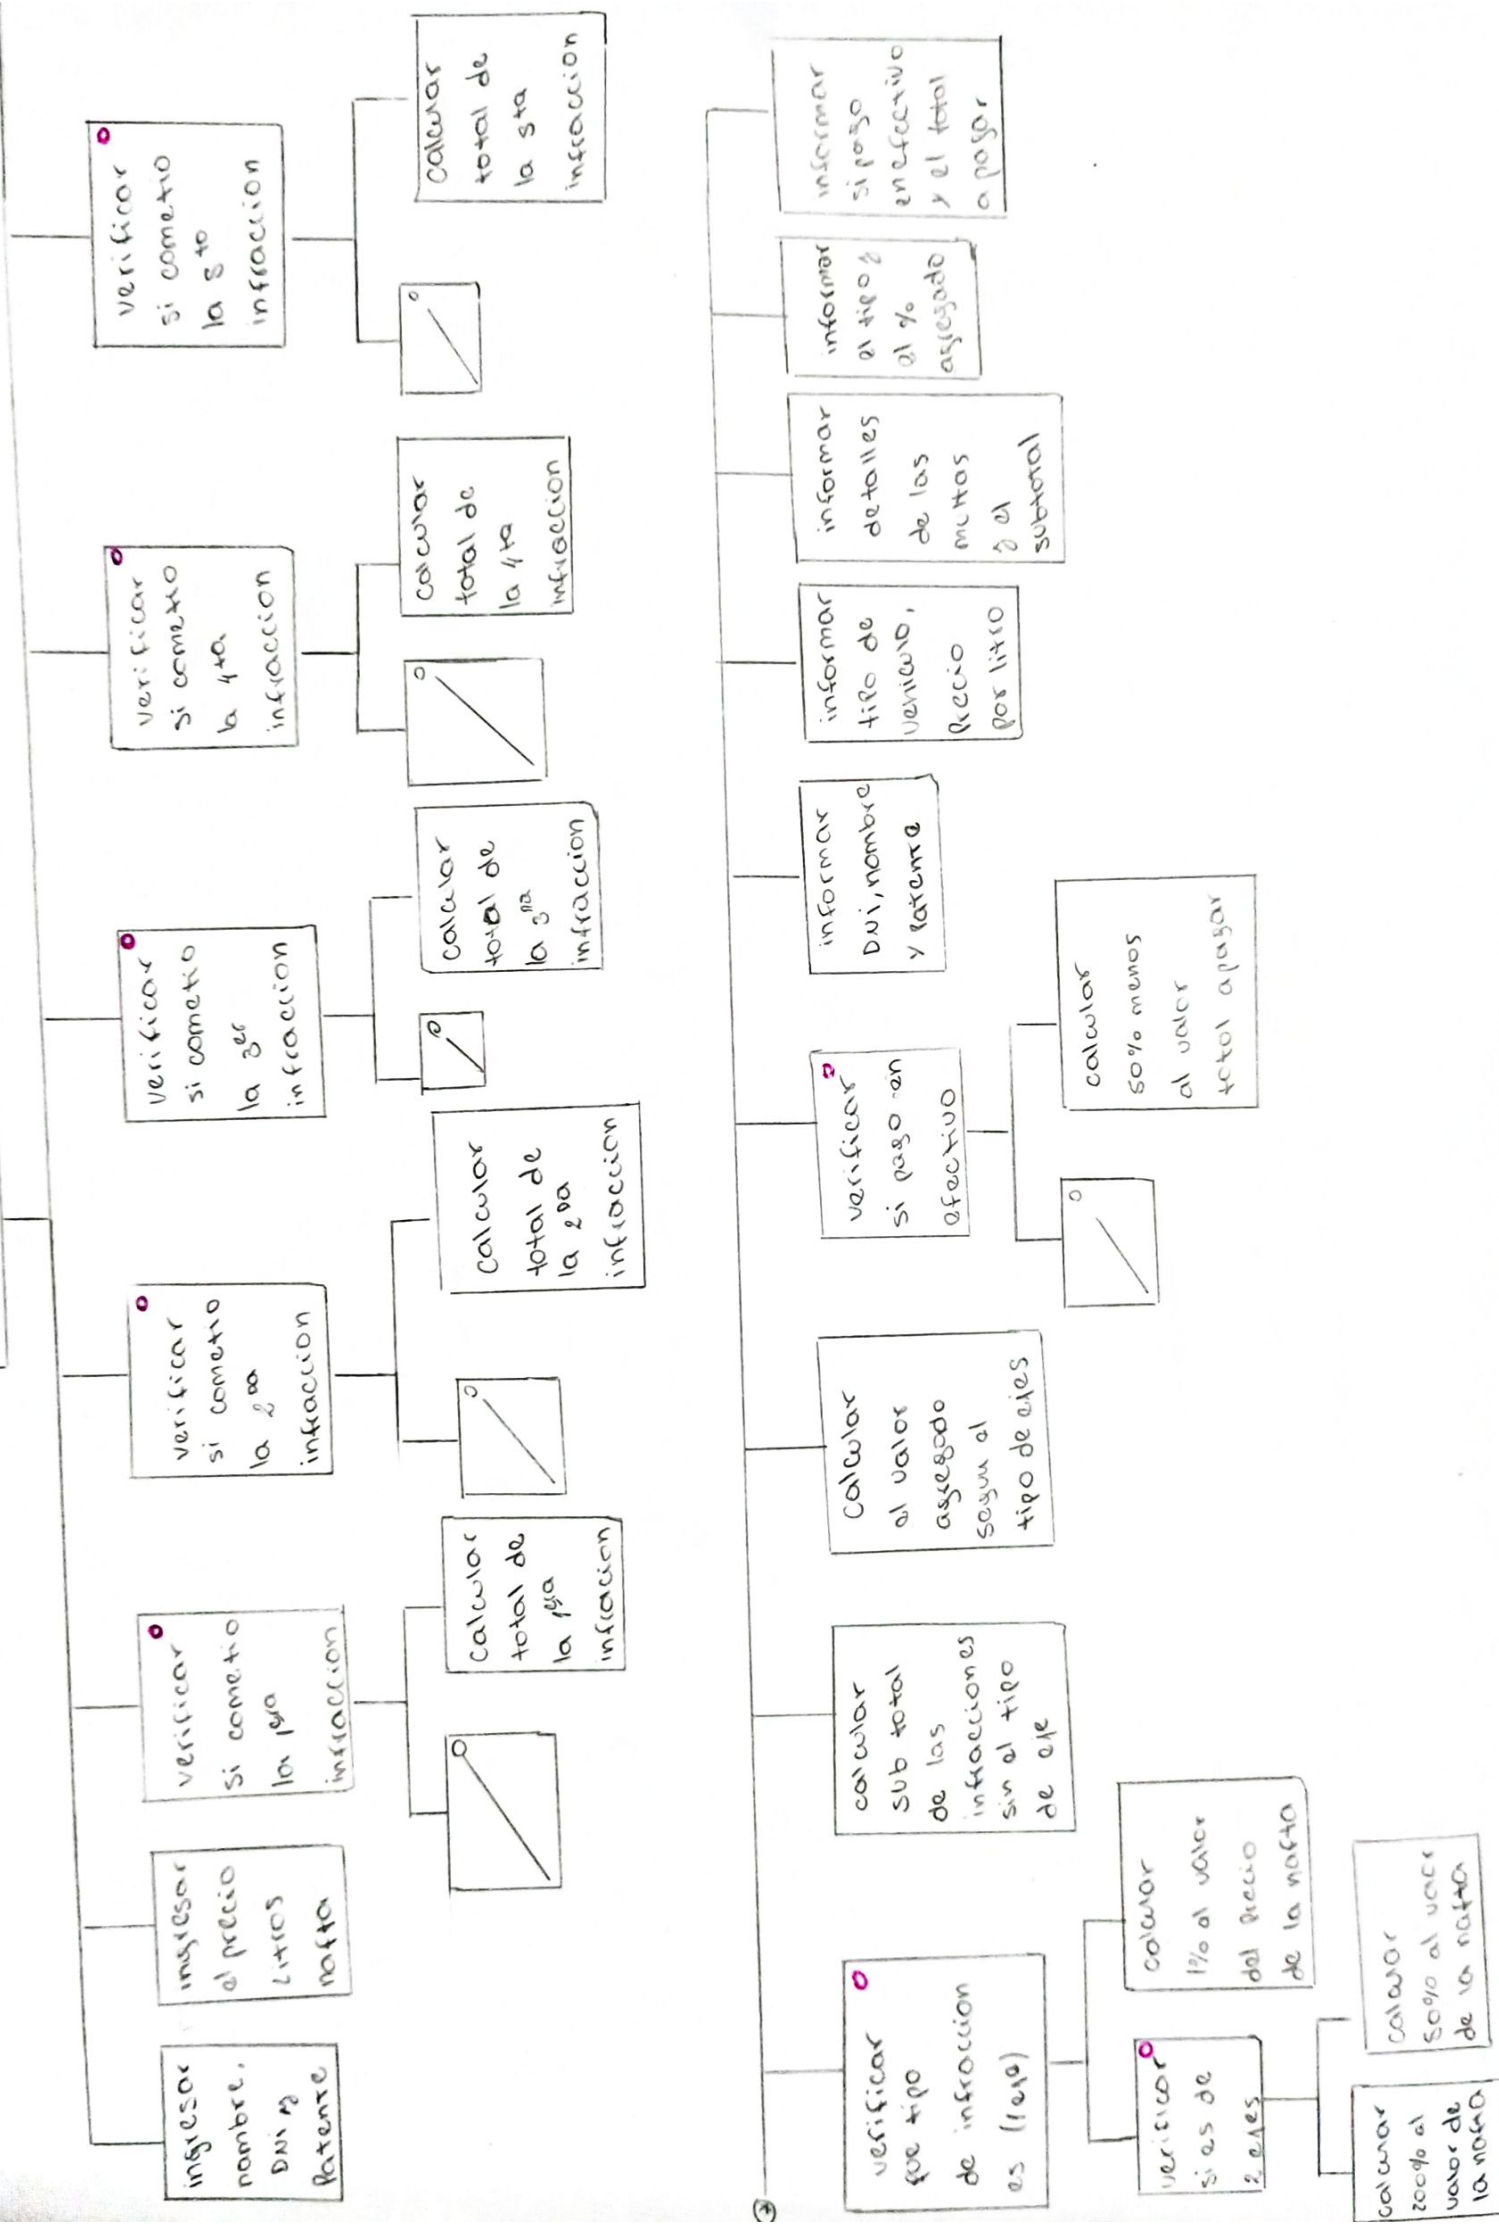 ingresar
nombre,
DNI y
Patente
ingresar
el precio
Litros
nafta
verificar
si cometio
la 1era
infraccion
calcular
total de
la 1era
infraccion
verificar
si cometio
la 2da
infraccion
calcular
total de
la 2da
infraccion
verificar
si cometio
la 3er
infraccion
calcular
total de
la 3ra
infraccion
verificar
si cometio
la 4ta
infraccion
calcular
total de
la 4ta
infraccion
verificar
si cometio
la 5to
infraccion
calcular
total de
la 5ta
infraccion
verificar
que tipo
de infraccion
es (1eje)
verificar
si es de
2 ejes
calcular
200% al
valor de
la nafta
calcular
50% al valor
de la nafta
calcular
1% al valor
del precio
de la nafta
calcular
sub total
de las
infracciones
sin el tipo
de eje
calcular
el valor
agregado
segun el
tipo de ejes
verificar
si pago en
efectivo
calcular
50% menos
al valor
total a pagar
informar
DNI, nombre
y Patente
informar
tipo de
vehiculo,
Precio
por litro
informar
detalles
de las
multas
y el
subtotal
informar
el tipo y
el %
agregado
informar
si pago
en efectivo
y el total
a pagar